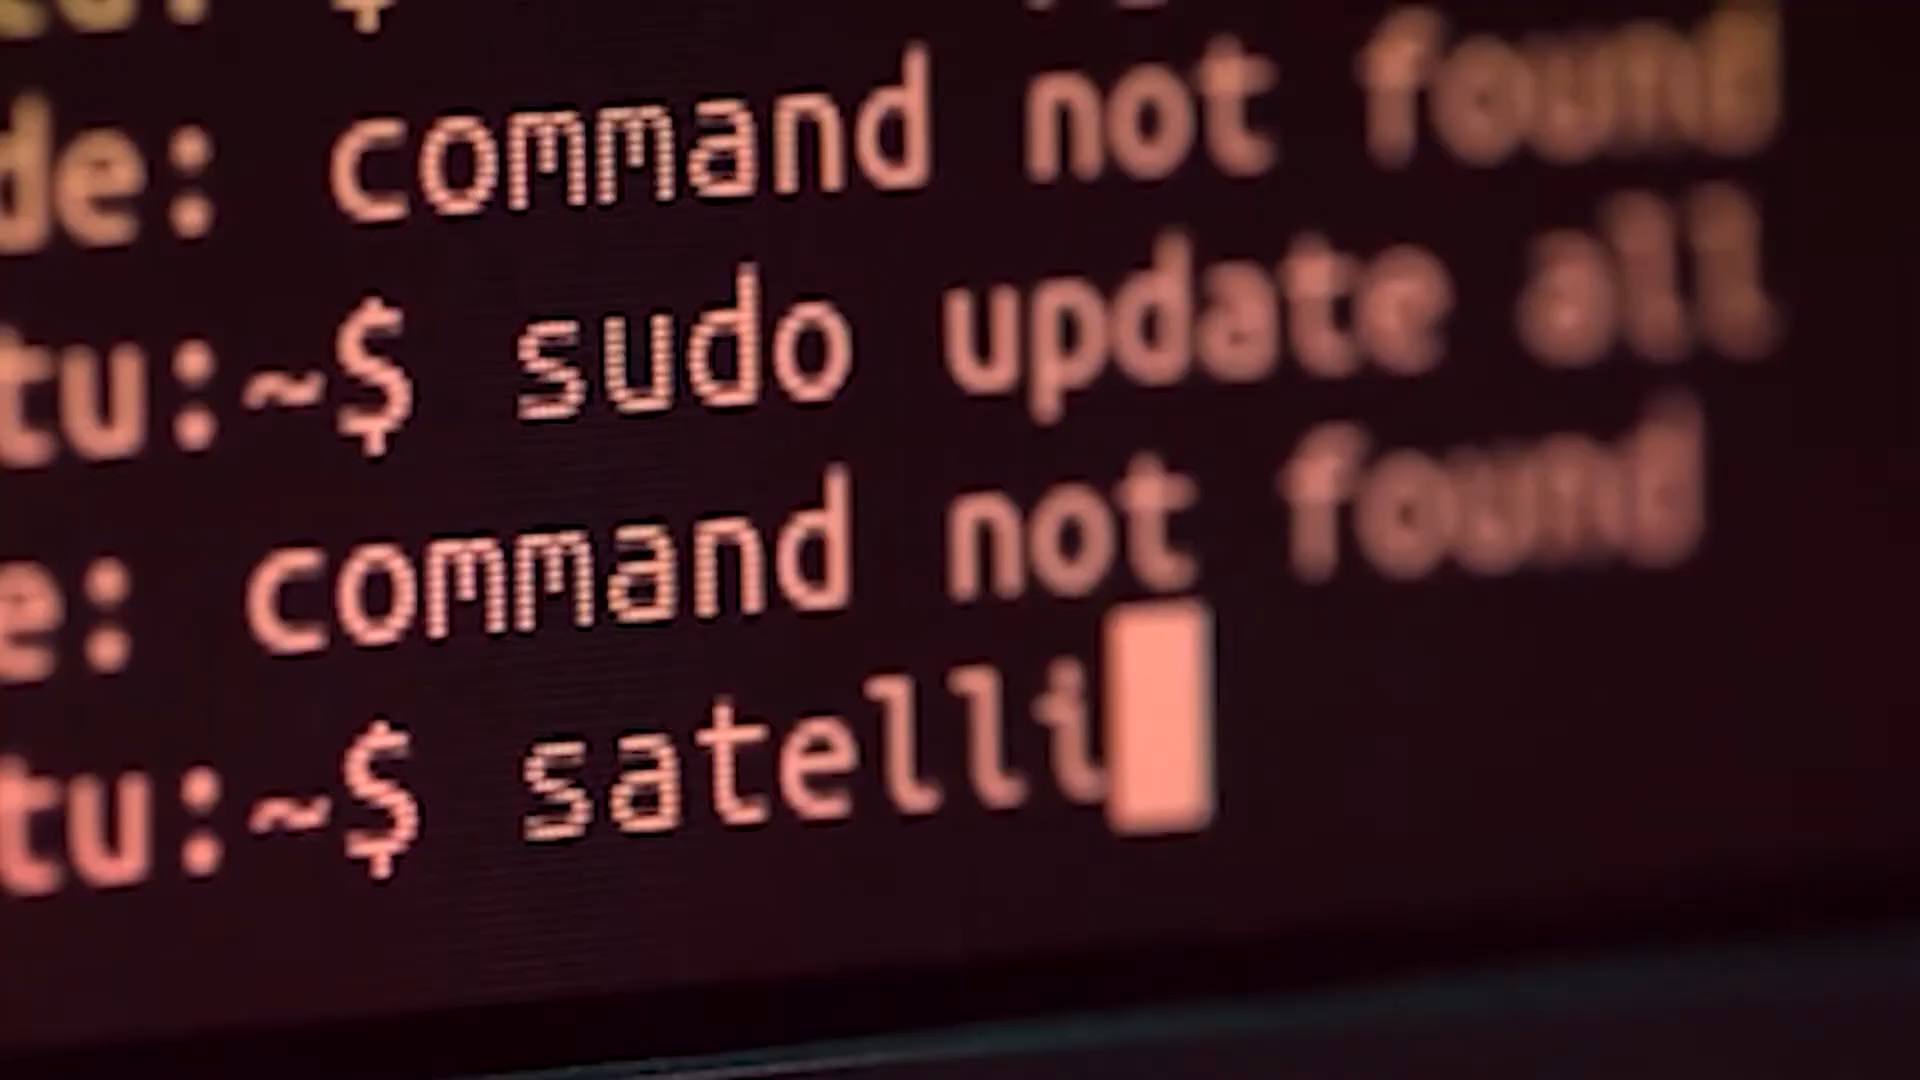 $
de: command not found
tu:~$ sudo update all
e: command not found
tu:~$ satelli